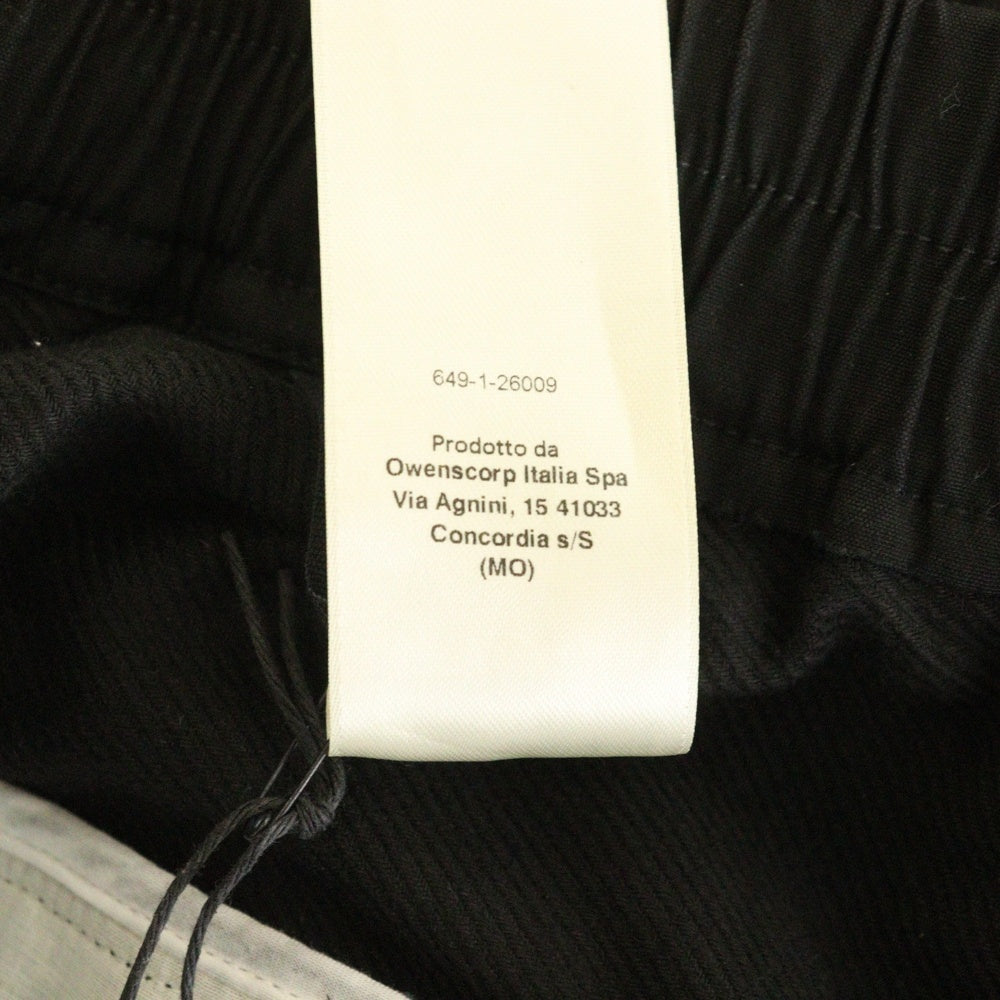 649-1-26009
Prodotto da
Owenscorp Italia Spa
Via Agnini, 15 41033
Concordia s/S
(MO)